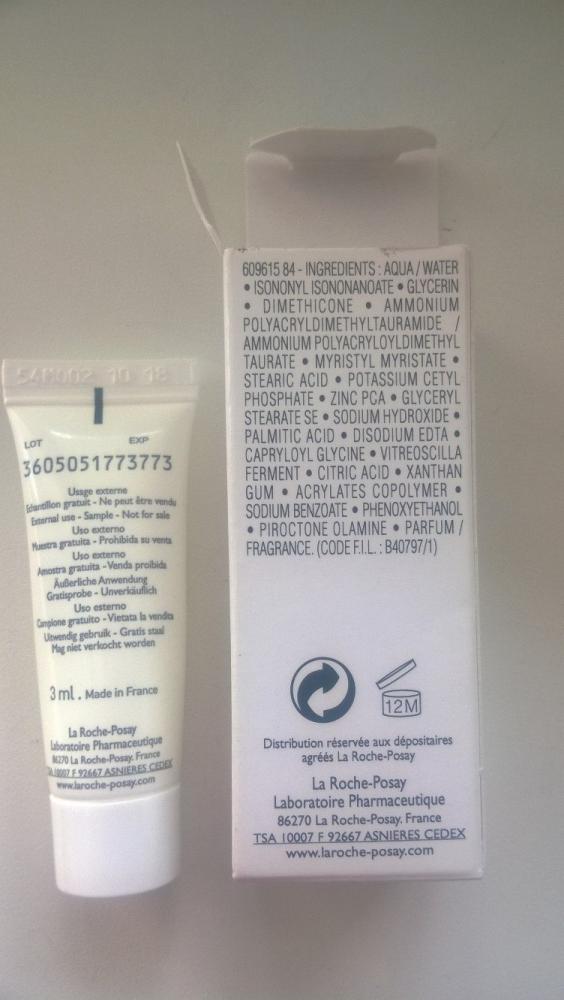 54M002 10 18
LOT EXP
3605051773773
Usage externe
Echantillon gratuit - Ne peut être vendu
External use - Sample - Not for sale
Uso externo
Muestra gratuita - Prohibida su venta
Uso externo
Amostra gratuita - Venda proibida
Äußerliche Anwendung
Gratisprobe - Unverkäuflich
Uso esterno
Campione gratuito - Vietata la vendita
Uitwendig gebruik - Gratis staal
Mag niet verkocht worden
3 ml. Made in France
La Roche-Posay
Laboratoire Pharmaceutique
86270 La Roche-Posay. France
TSA 10007 F 92667 ASNIERES CEDEX
www.laroche-posay.com
609615 84 - INGREDIENTS : AQUA / WATER
• ISONONYL ISONONANOATE • GLYCERIN
• DIMETHICONE • AMMONIUM
POLYACRYLDIMETHYLTAURAMIDE /
AMMONIUM POLYACRYLOYLDIMETHYL
TAURATE • MYRISTYL MYRISTATE •
STEARIC ACID • POTASSIUM CETYL
PHOSPHATE • ZINC PCA • GLYCERYL
STEARATE SE • SODIUM HYDROXIDE •
PALMITIC ACID • DISODIUM EDTA •
CAPRYLOYL GLYCINE • VITREOSCILLA
FERMENT • CITRIC ACID • XANTHAN
GUM • ACRYLATES COPOLYMER •
SODIUM BENZOATE • PHENOXYETHANOL
• PIROCTONE OLAMINE • PARFUM /
FRAGRANCE. (CODE F.I.L. : B40797/1)
12M
Distribution réservée aux dépositaires
agréés La Roche-Posay
La Roche-Posay
Laboratoire Pharmaceutique
86270 La Roche-Posay. France
TSA 10007 F 92667 ASNIERES CEDEX
www.laroche-posay.com